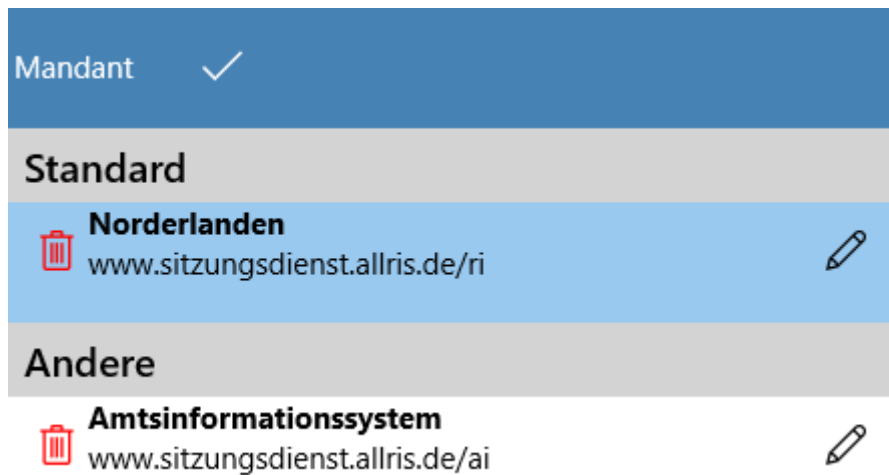 Mandant
Standard
Norderlanden
www.sitzungsdienst.allris.de/ri
Andere
Amtsinformationssystem
www.sitzungsdienst.allris.de/ai